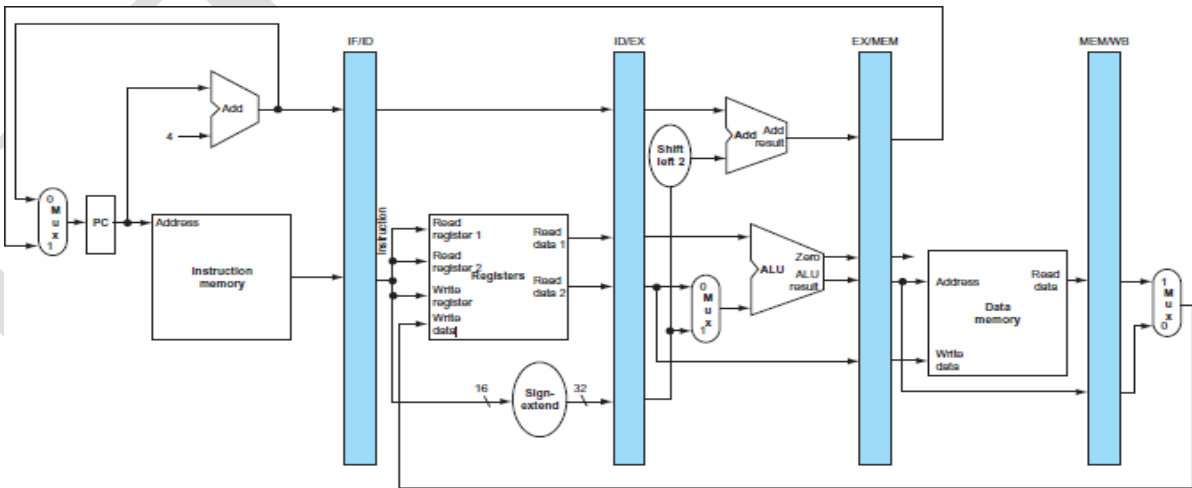 IF/ID
ID/EX
EX/MEM
MEM/WB
Add
4
Add
Add
result
Shift
left 2
0
M
u
x
1
PC
Address
Instruction
memory
Instruction
Read
register 1
Read
register 2
Write
register
Write
data
Registers
Read
data 1
Read
data 2
0
M
u
x
1
ALU
Zero
ALU
result
Address
Write
data
Data
memory
Read
data
1
M
u
x
0
16
Sign-
extend
32